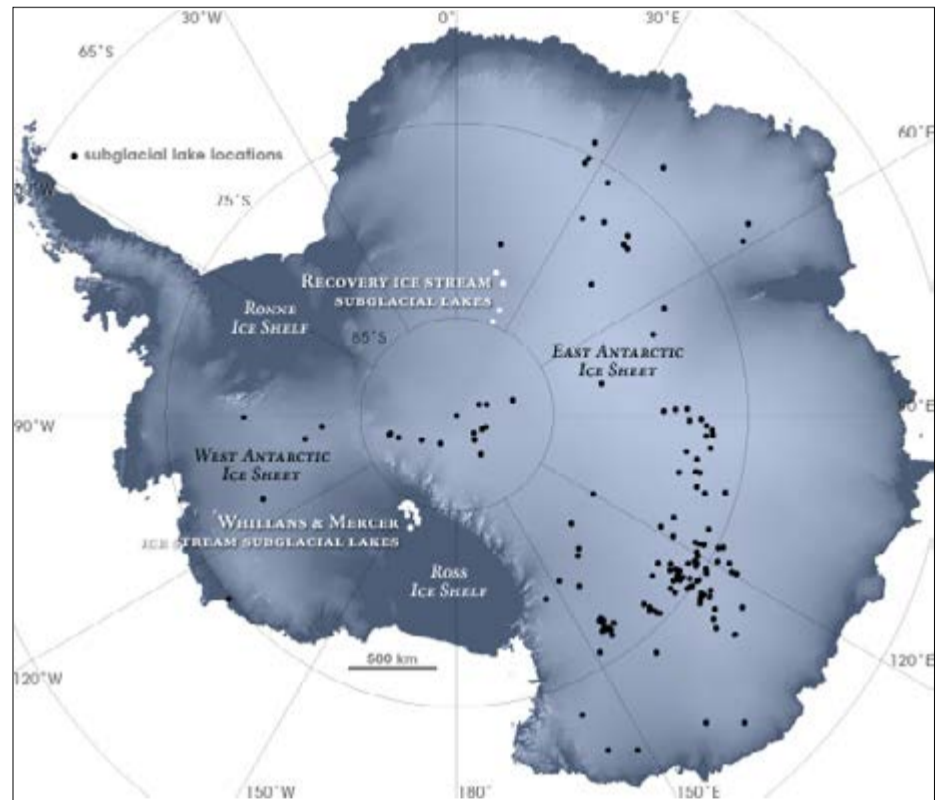 30°W
0°
30°E
65°S
60°E
subglacial lake locations
75°S
RECOVERY ICE STREAM
SUBGLACIAL LAKES
RONNE
ICE SHELF
85°S
EAST ANTARCTIC
ICE SHEET
90°W
90°E
WEST ANTARCTIC
ICE SHEET
WHILLANS & MERCER
ICE STREAM SUBGLACIAL LAKES
ROSS
ICE SHELF
500 km
120°W
120°E
150°W
180°
150°E